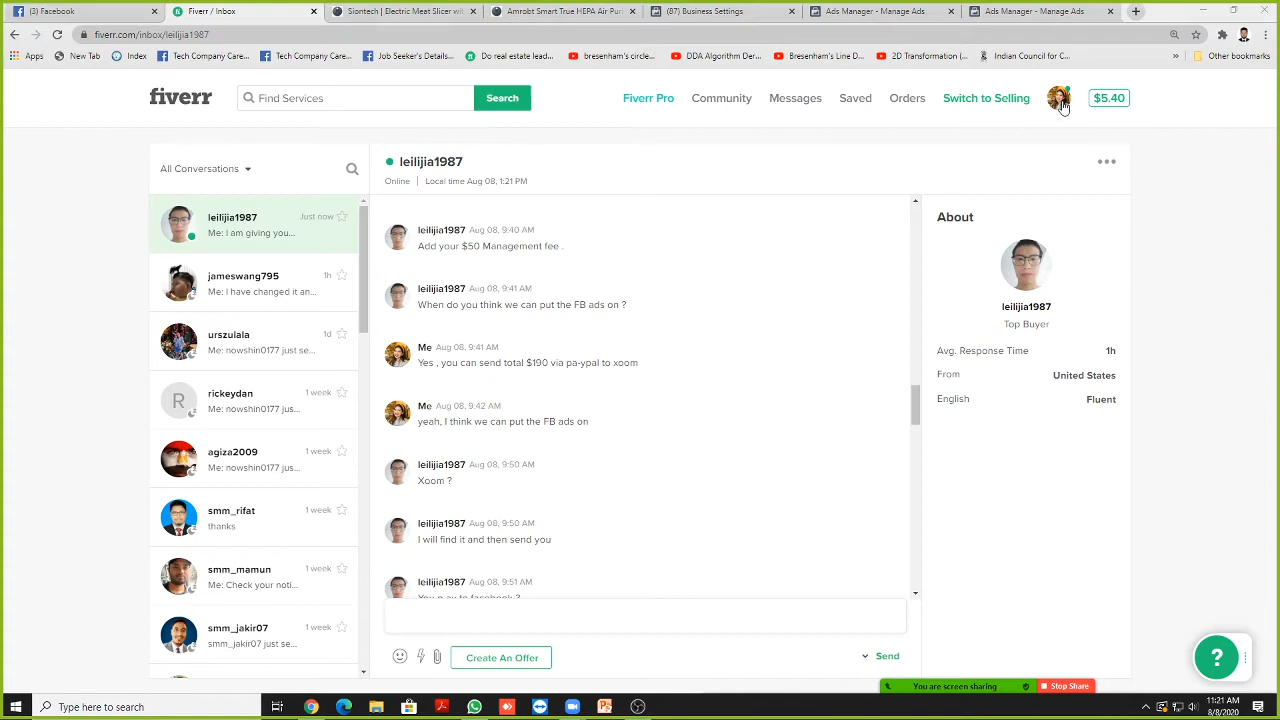 (f) Facebook
Fiverr / Inbox
Siontech | Electric Meat Slicer wit
Amrobt Smart True HEPA Air Puri
(87) Business Settings
Ads Manager - Manage Ads
Ads Manager - Manage Ads
fiverr.com/inbox/leilijia1987
Apps
New Tab
Index
Tech Company Care...
Tech Company Care...
Job Seeker's Details...
Do real estate lead...
bresenham's circle...
DDA Algorithm Der...
Bresenham's Line D...
2D Transformation (...
Indian Council for C...
»
Other bookmarks
fiverr
Find Services
Search
Fiverr Pro
Community
Messages
Saved
Orders
Switch to Selling
$5.40
All Conversations
leilijia1987
Just now
Me: I am giving you...
jameswang795
1h
Me: I have changed it an...
urszulala
1d
Me: nowshin0177 just se...
R
rickeydan
1 week
Me: nowshin0177 jus...
agiza2009
1 week
Me: nowshin0177 jus...
smm_rifat
1 week
thanks
smm_mamun
1 week
Me: Check your noti...
smm_jakir07
1 week
smm_jakir07 just se...
leilijia1987
Online | Local time Aug 08, 1:21 PM
leilijia1987 Aug 08, 9:40 AM
Add your $50 Management fee .
leilijia1987 Aug 08, 9:41 AM
When do you think we can put the FB ads on ?
Me Aug 08, 9:41 AM
Yes , you can send total $190 via pa-ypal to xoom
Me Aug 08, 9:42 AM
yeah, I think we can put the FB ads on
leilijia1987 Aug 08, 9:50 AM
Xoom ?
leilijia1987 Aug 08, 9:50 AM
I will find it and then send you
leilijia1987 Aug 08, 9:51 AM
to facebook ?
Create An Offer
Send
About
leilijia1987
Top Buyer
Avg. Response Time 1h
From United States
English Fluent
?
You are screen sharing
Stop Share
Type here to search
11:21 AM
8/8/2020